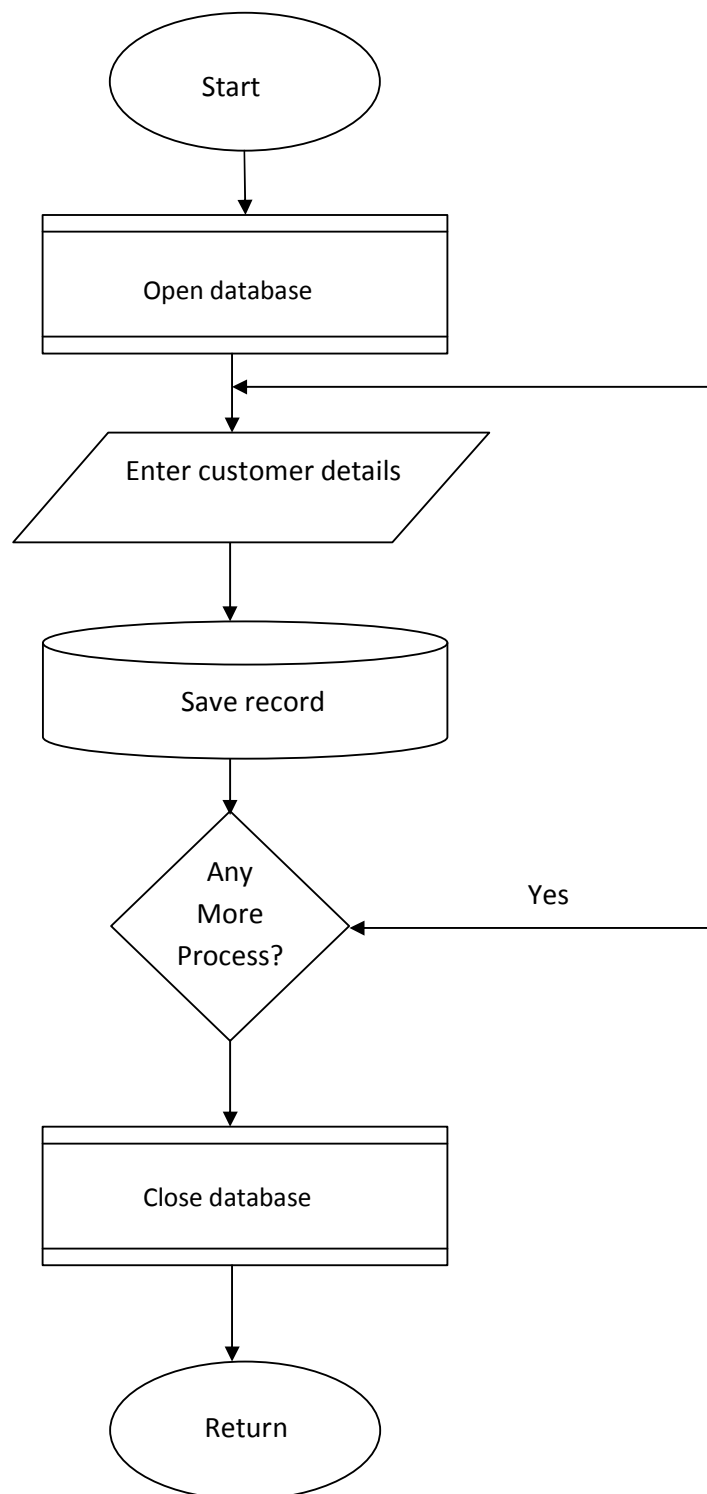 Start
Open database
Enter customer details
Save record
Any
More
Process?
Yes
Close database
Return